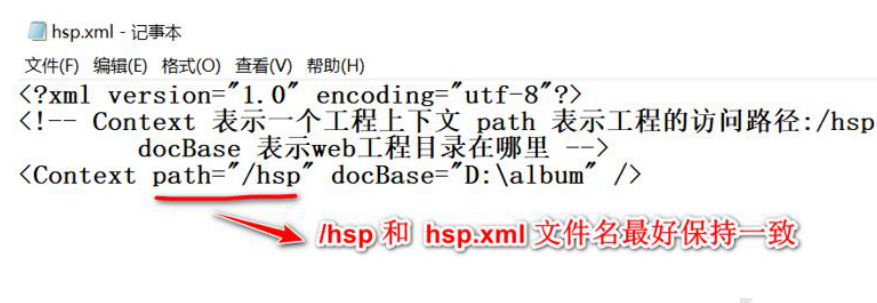 hsp.xml - 记事本
文件(F) 编辑(E) 格式(O) 查看(V) 帮助(H)
<?xml version="1.0" encoding="utf-8"?>
<!-- Context 表示一个工程上下文 path 表示工程的访问路径:/hsp
docBase 表示web工程目录在哪里 -->
<Context path="/hsp" docBase="D:\album" />
/hsp 和 hsp.xml 文件名最好保持一致